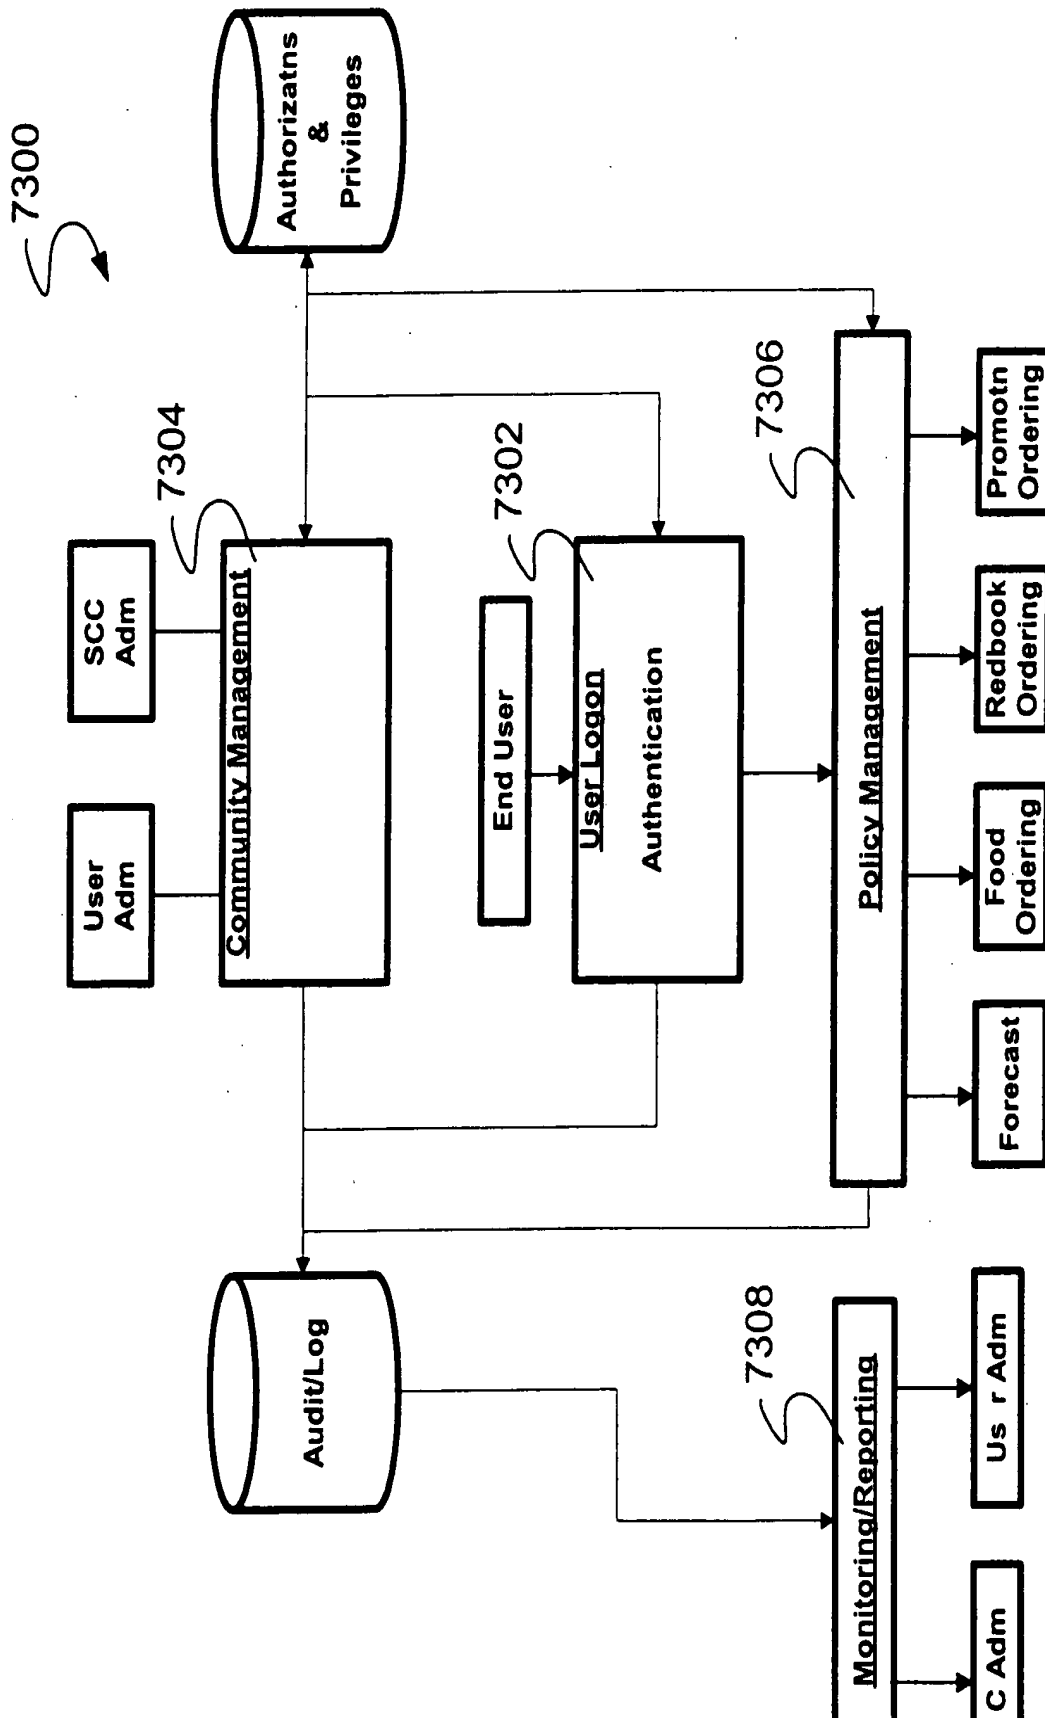 7300
User
Adm
SCC
Adm
7304
Community Management
Audit/Log
Authorizatns
&
Privileges
End User
7302
User Logon
Authentication
7308
7306
Monitoring/Reporting
Policy Management
C Adm
Us r Adm
Forecast
Food
Ordering
Redbook
Ordering
Promotn
Ordering